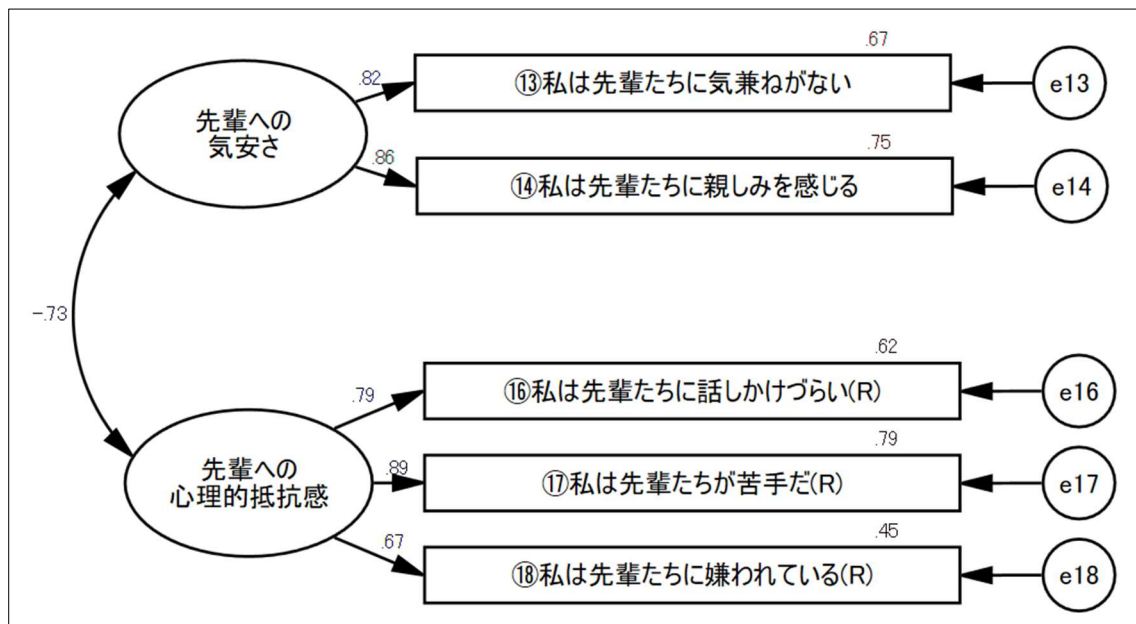 .67
.82
⑬私は先輩たちに気兼ねがない
e13
先輩への
気安さ
.75
.86
⑭私は先輩たちに親しみを感じる
e14
-.73
.62
.79
⑯私は先輩たちに話しかけづらい(R)
e16
.79
先輩への
心理的抵抗感
.89
⑰私は先輩たちが苦手だ(R)
e17
.45
.67
⑱私は先輩たちに嫌われている(R)
e18